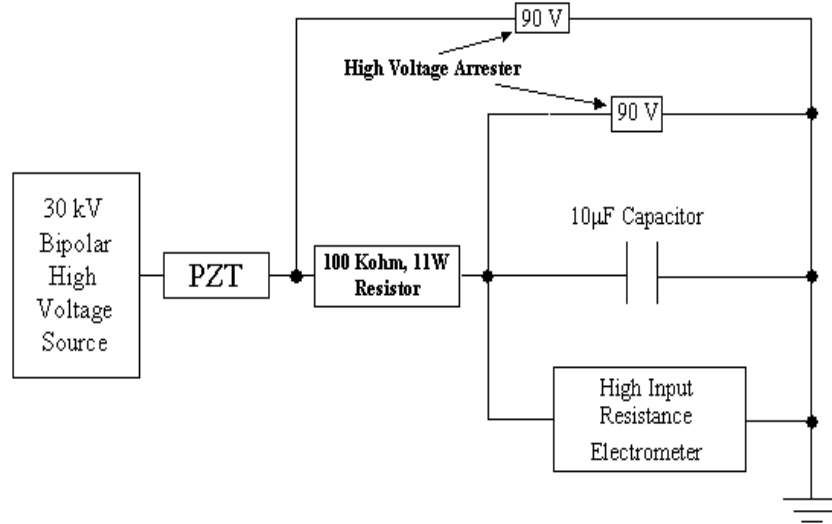 90 V
High Voltage Arrester
90 V
30 kV
Bipolar
High
Voltage
Source
PZT
100 Kohm, 11W
Resistor
10μF Capacitor
High Input
Resistance
Electrometer